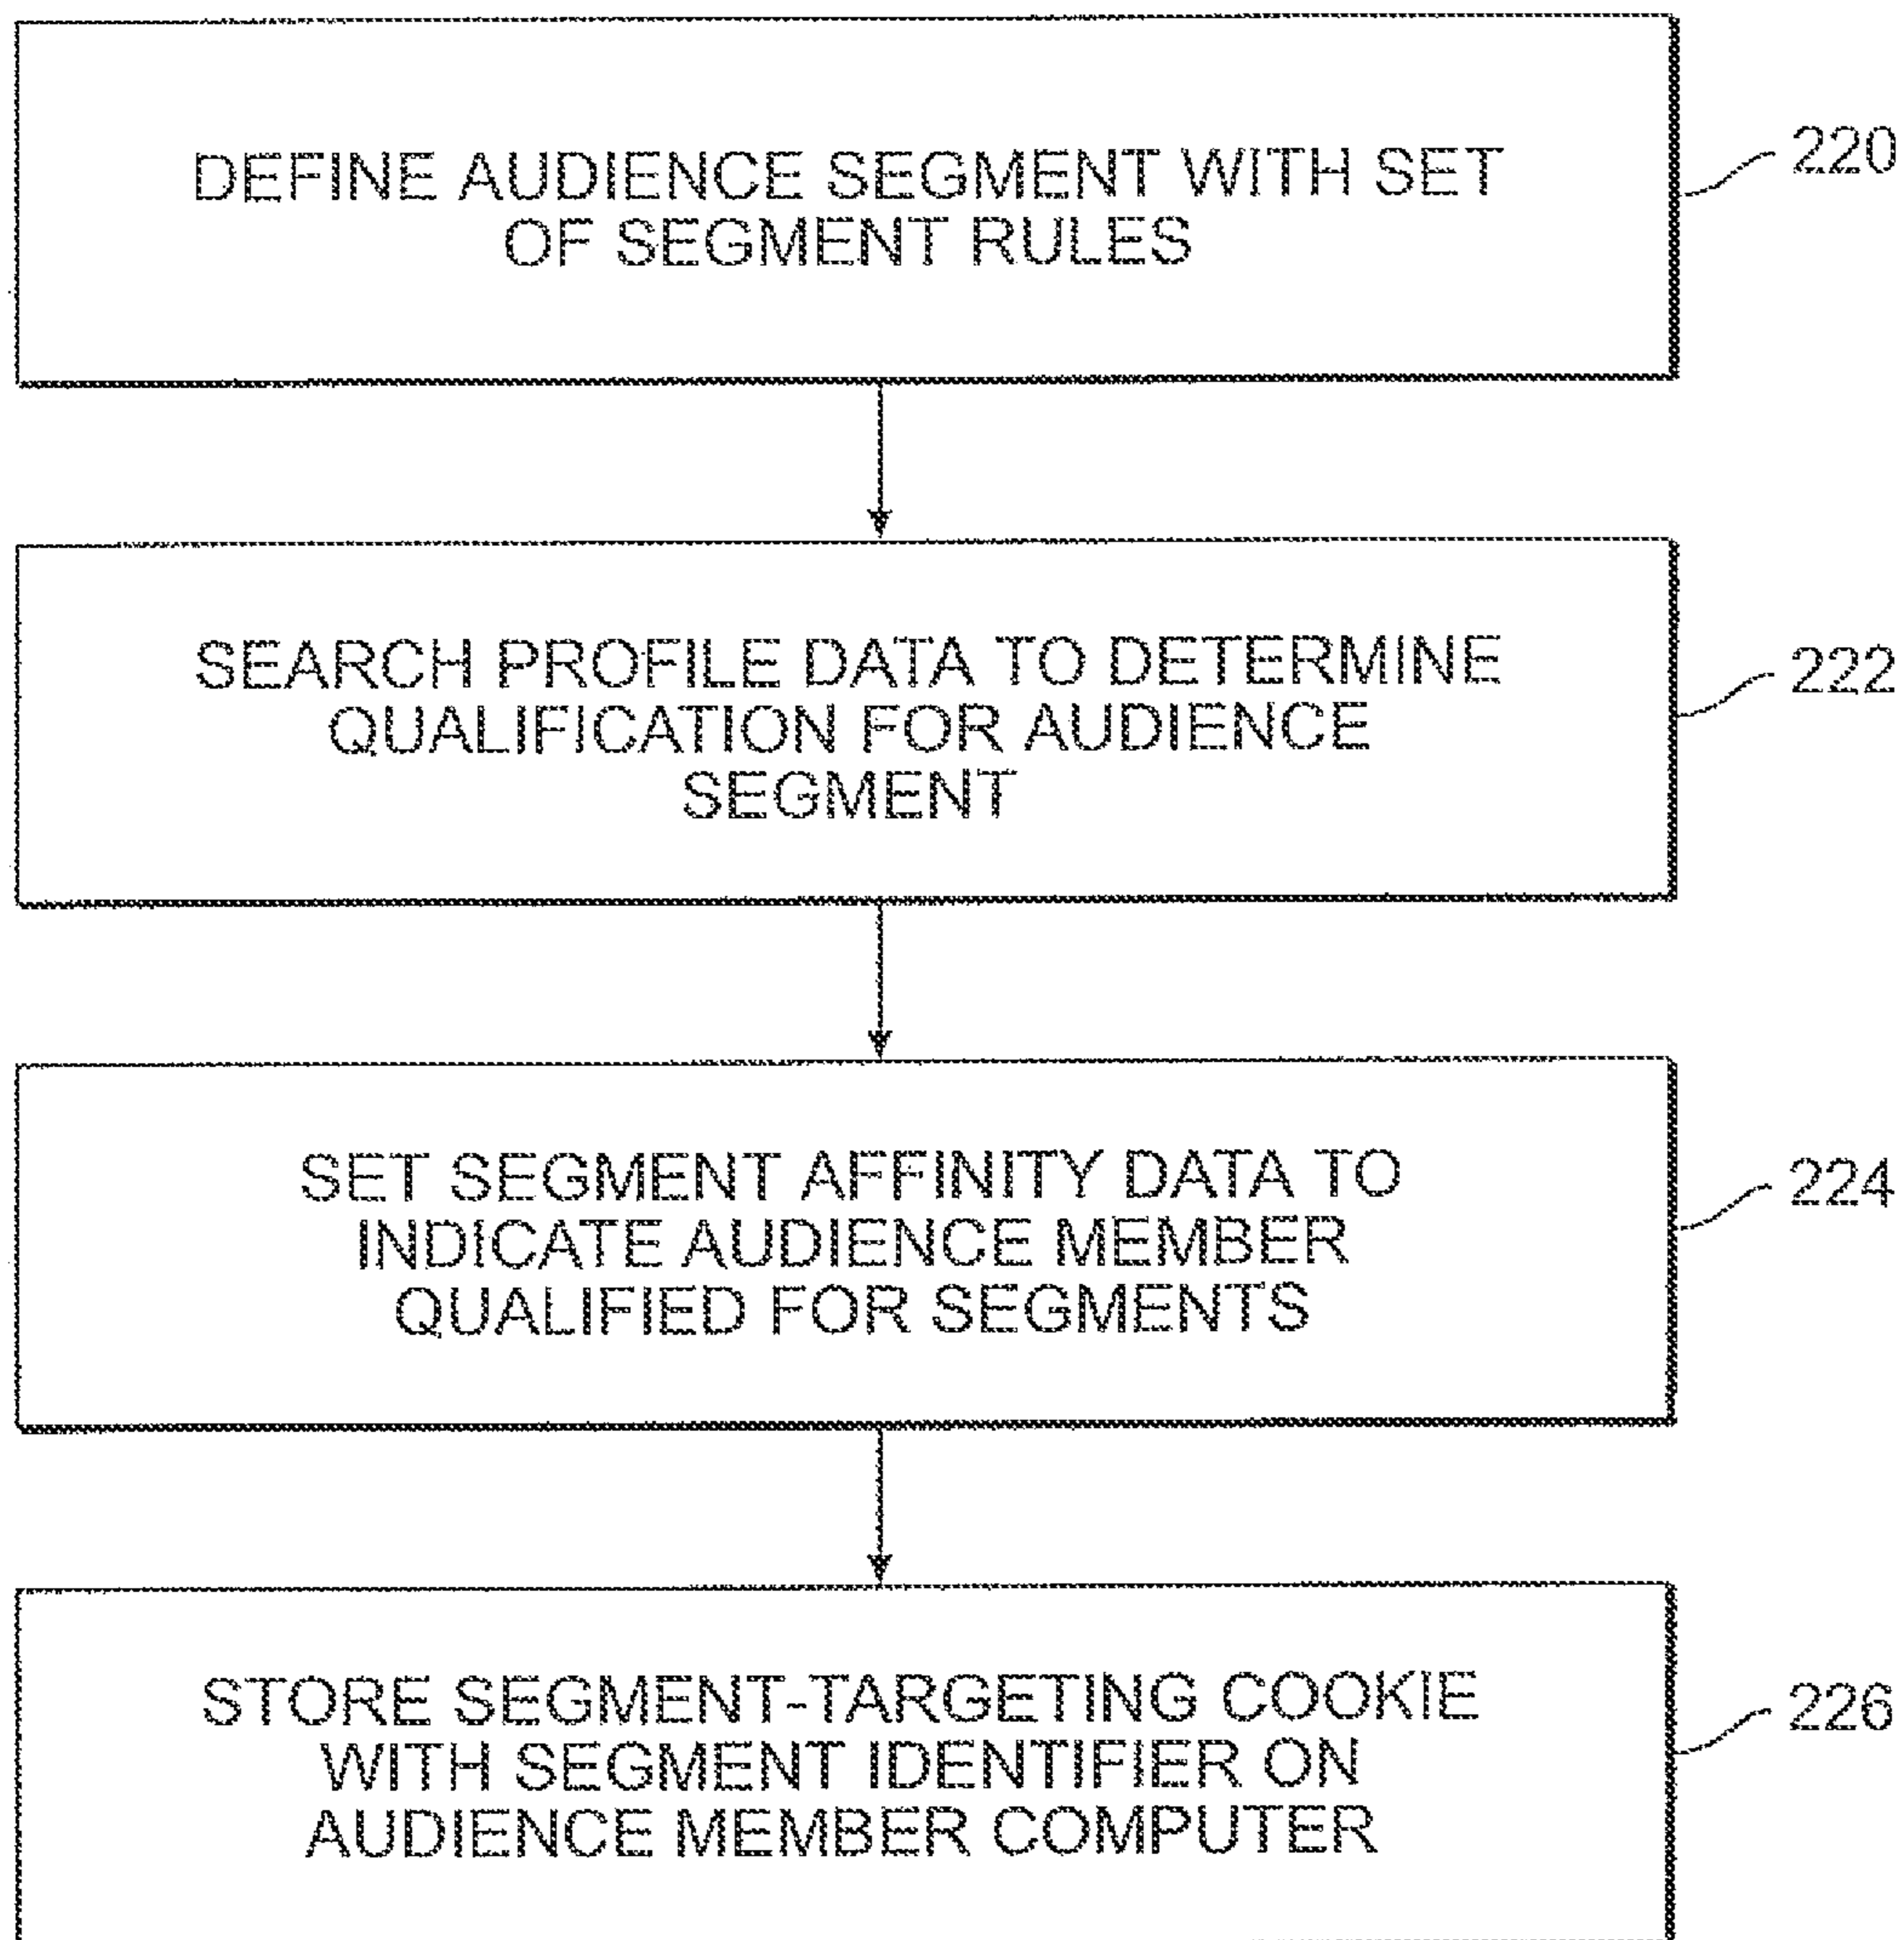 DEFINE AUDIENCE SEGMENT WITH SET
OF SEGMENT RULES
220
SEARCH PROFILE DATA TO DETERMINE
QUALIFICATION FOR AUDIENCE
SEGMENT
222
SET SEGMENT AFFINITY DATA TO
INDICATE AUDIENCE MEMBER
QUALIFIED FOR SEGMENTS
224
STORE SEGMENT-TARGETING COOKIE
WITH SEGMENT IDENTIFIER ON
AUDIENCE MEMBER COMPUTER
226